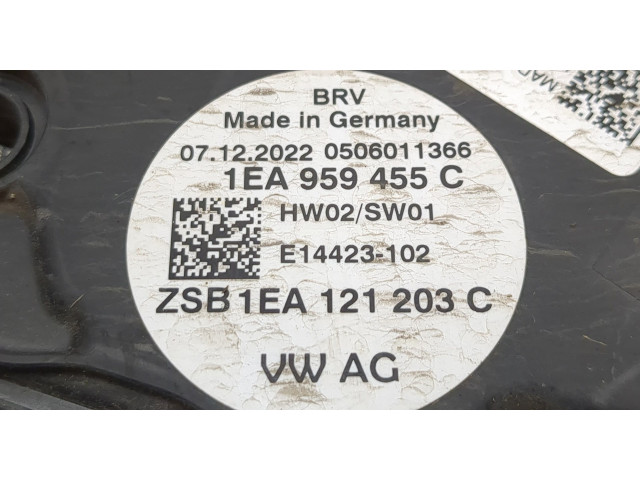 BRV
Made in Germany
07.12.2022 0506011366
1EA 959 455 C
HW02/SW01
E14423-102
ZSB 1EA 121 203 C
VW AG